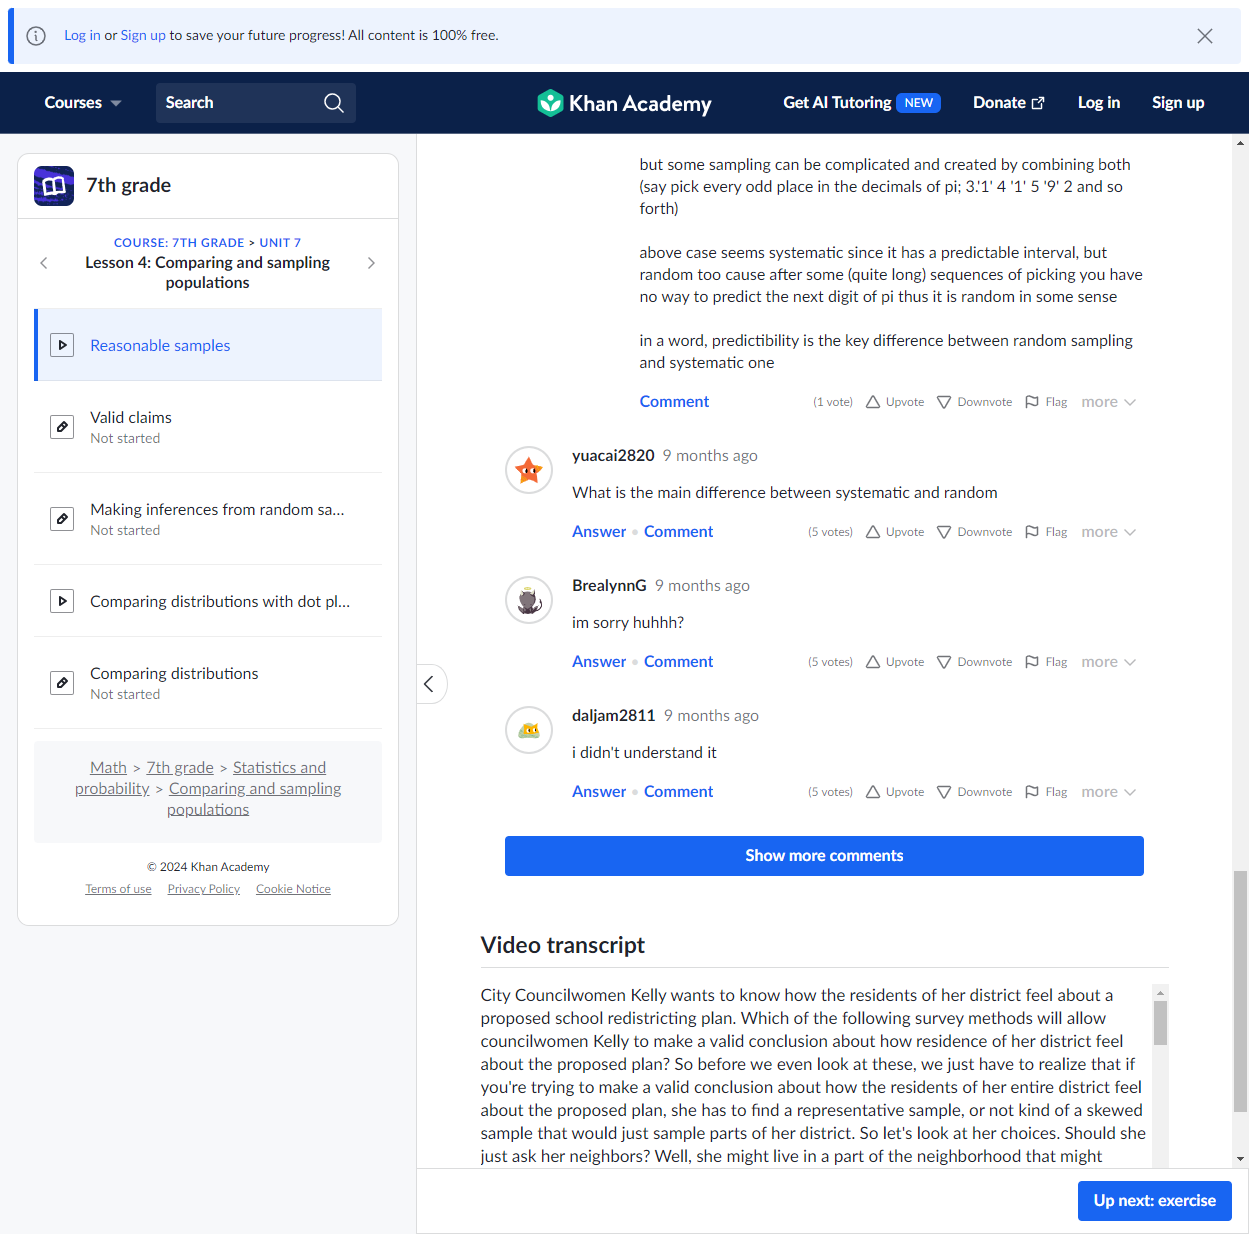 Log in or Sign up to save your future progress! All content is 100% free.
Courses
Search
Khan Academy
Get AI Tutoring NEW
Donate
Log in
Sign up
7th grade
COURSE: 7TH GRADE > UNIT 7
Lesson 4: Comparing and sampling
populations
Reasonable samples
Valid claims
Not started
Making inferences from random sa...
Not started
Comparing distributions with dot pl...
Comparing distributions
Not started
Math > 7th grade > Statistics and
probability > Comparing and sampling
populations
© 2024 Khan Academy
Terms of use Privacy Policy Cookie Notice
but some sampling can be complicated and created by combining both
(say pick every odd place in the decimals of pi; 3.'1' 4 '1' 5 '9' 2 and so
forth)
above case seems systematic since it has a predictable interval, but
random too cause after some (quite long) sequences of picking you have
no way to predict the next digit of pi thus it is random in some sense
in a word, predictibility is the key difference between random sampling
and systematic one
Comment (1 vote) Upvote Downvote Flag more
yuacai2820 9 months ago
What is the main difference between systematic and random
Answer • Comment (5 votes) Upvote Downvote Flag more
BrealynnG 9 months ago
im sorry huhhh?
Answer • Comment (5 votes) Upvote Downvote Flag more
daljam2811 9 months ago
i didn't understand it
Answer • Comment (5 votes) Upvote Downvote Flag more
Show more comments
Video transcript
City Councilwomen Kelly wants to know how the residents of her district feel about a
proposed school redistricting plan. Which of the following survey methods will allow
councilwomen Kelly to make a valid conclusion about how residence of her district feel
about the proposed plan? So before we even look at these, we just have to realize that if
you're trying to make a valid conclusion about how the residents of her entire district feel
about the proposed plan, she has to find a representative sample, or not kind of a skewed
sample that would just sample parts of her district. So let's look at her choices. Should she
just ask her neighbors? Well, she might live in a part of the neighborhood that might
Up next: exercise